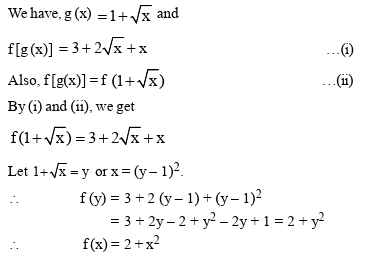 We have, g (x) = 1+√x and
f[g(x)] = 3+2√x + x ...(i)
Also, f[g(x)] = f (1+√x) ...(ii)
By (i) and (ii), we get
f(1+√x) = 3+2√x + x
Let 1+√x = y or x = (y – 1)².
∴ f (y) = 3 + 2 (y – 1) + (y – 1)²
= 3 + 2y – 2 + y² – 2y + 1 = 2 + y²
∴ f(x) = 2 + x²